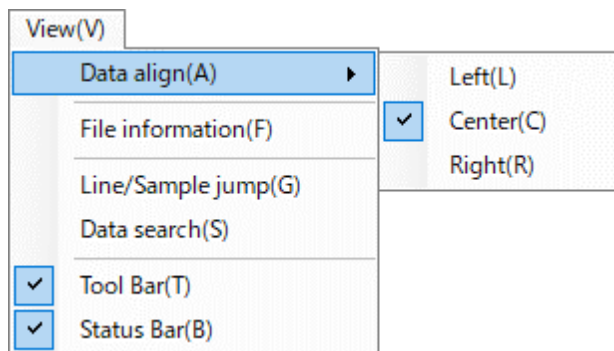 View(V)
Data align(A)
File information(F)
Line/Sample jump(G)
Data search(S)
Tool Bar(T)
Status Bar(B)
Left(L)
Center(C)
Right(R)